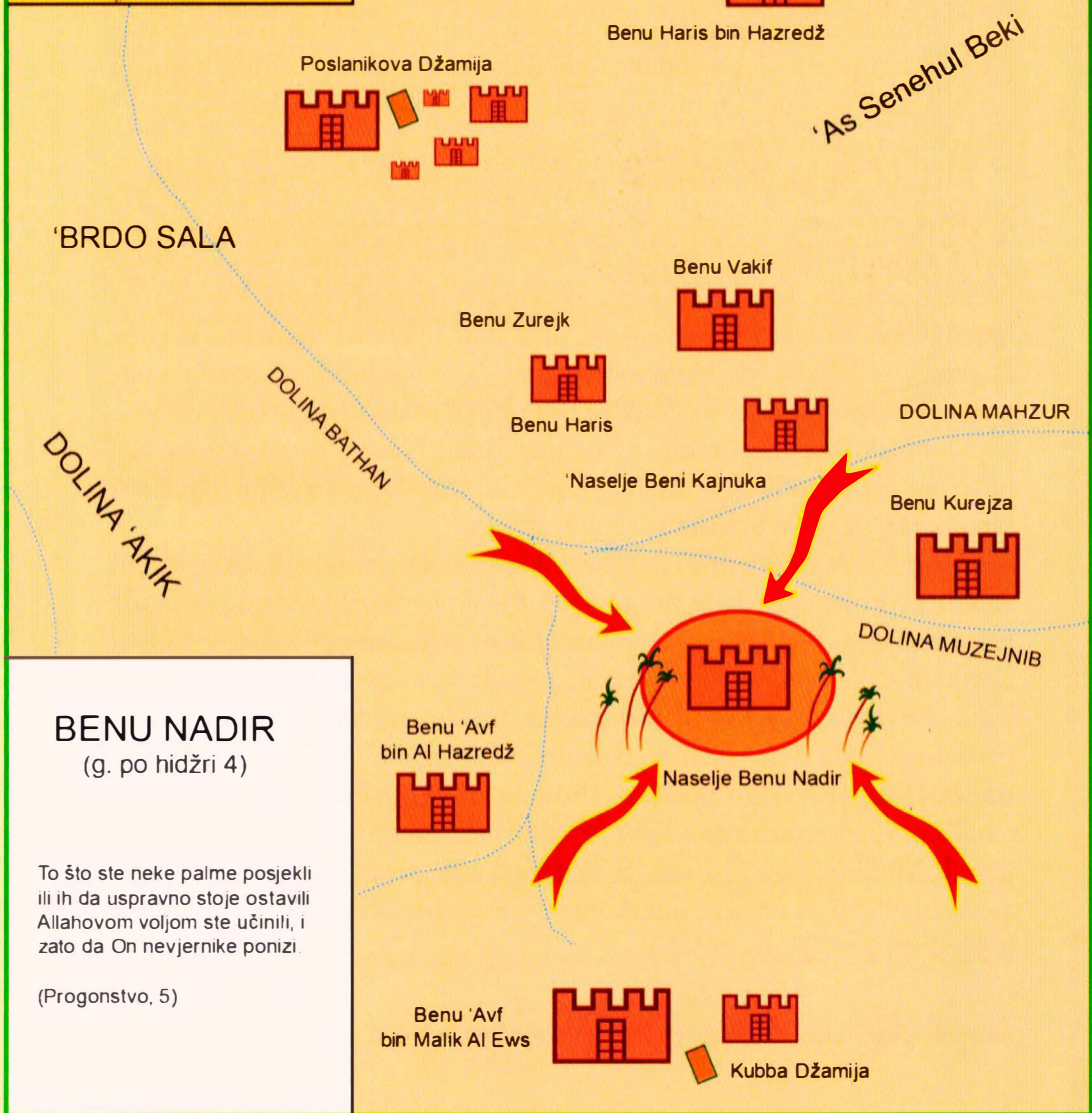 Benu Haris bin Hazredž
'As Senehul Beki
Poslanikova Džamija
'BRDO SALA
Benu Vakif
Benu Zurejk
Benu Haris
DOLINA BATHAN
DOLINA MAHZUR
'Naselje Beni Kajnuka
DOLINA 'AKIK
Benu Kurejza
DOLINA MUZEJNIB
Naselje Benu Nadir
Benu 'Avf
bin Al Hazredž
BENU NADIR
(g. po hidžri 4)
To što ste neke palme posjekli
ili ih da uspravno stoje ostavili
Allahovom voljom ste učinili, i
zato da On nevjernike ponizi.
(Progonstvo, 5)
Benu 'Avf
bin Malik Al Ews
Kubba Džamija